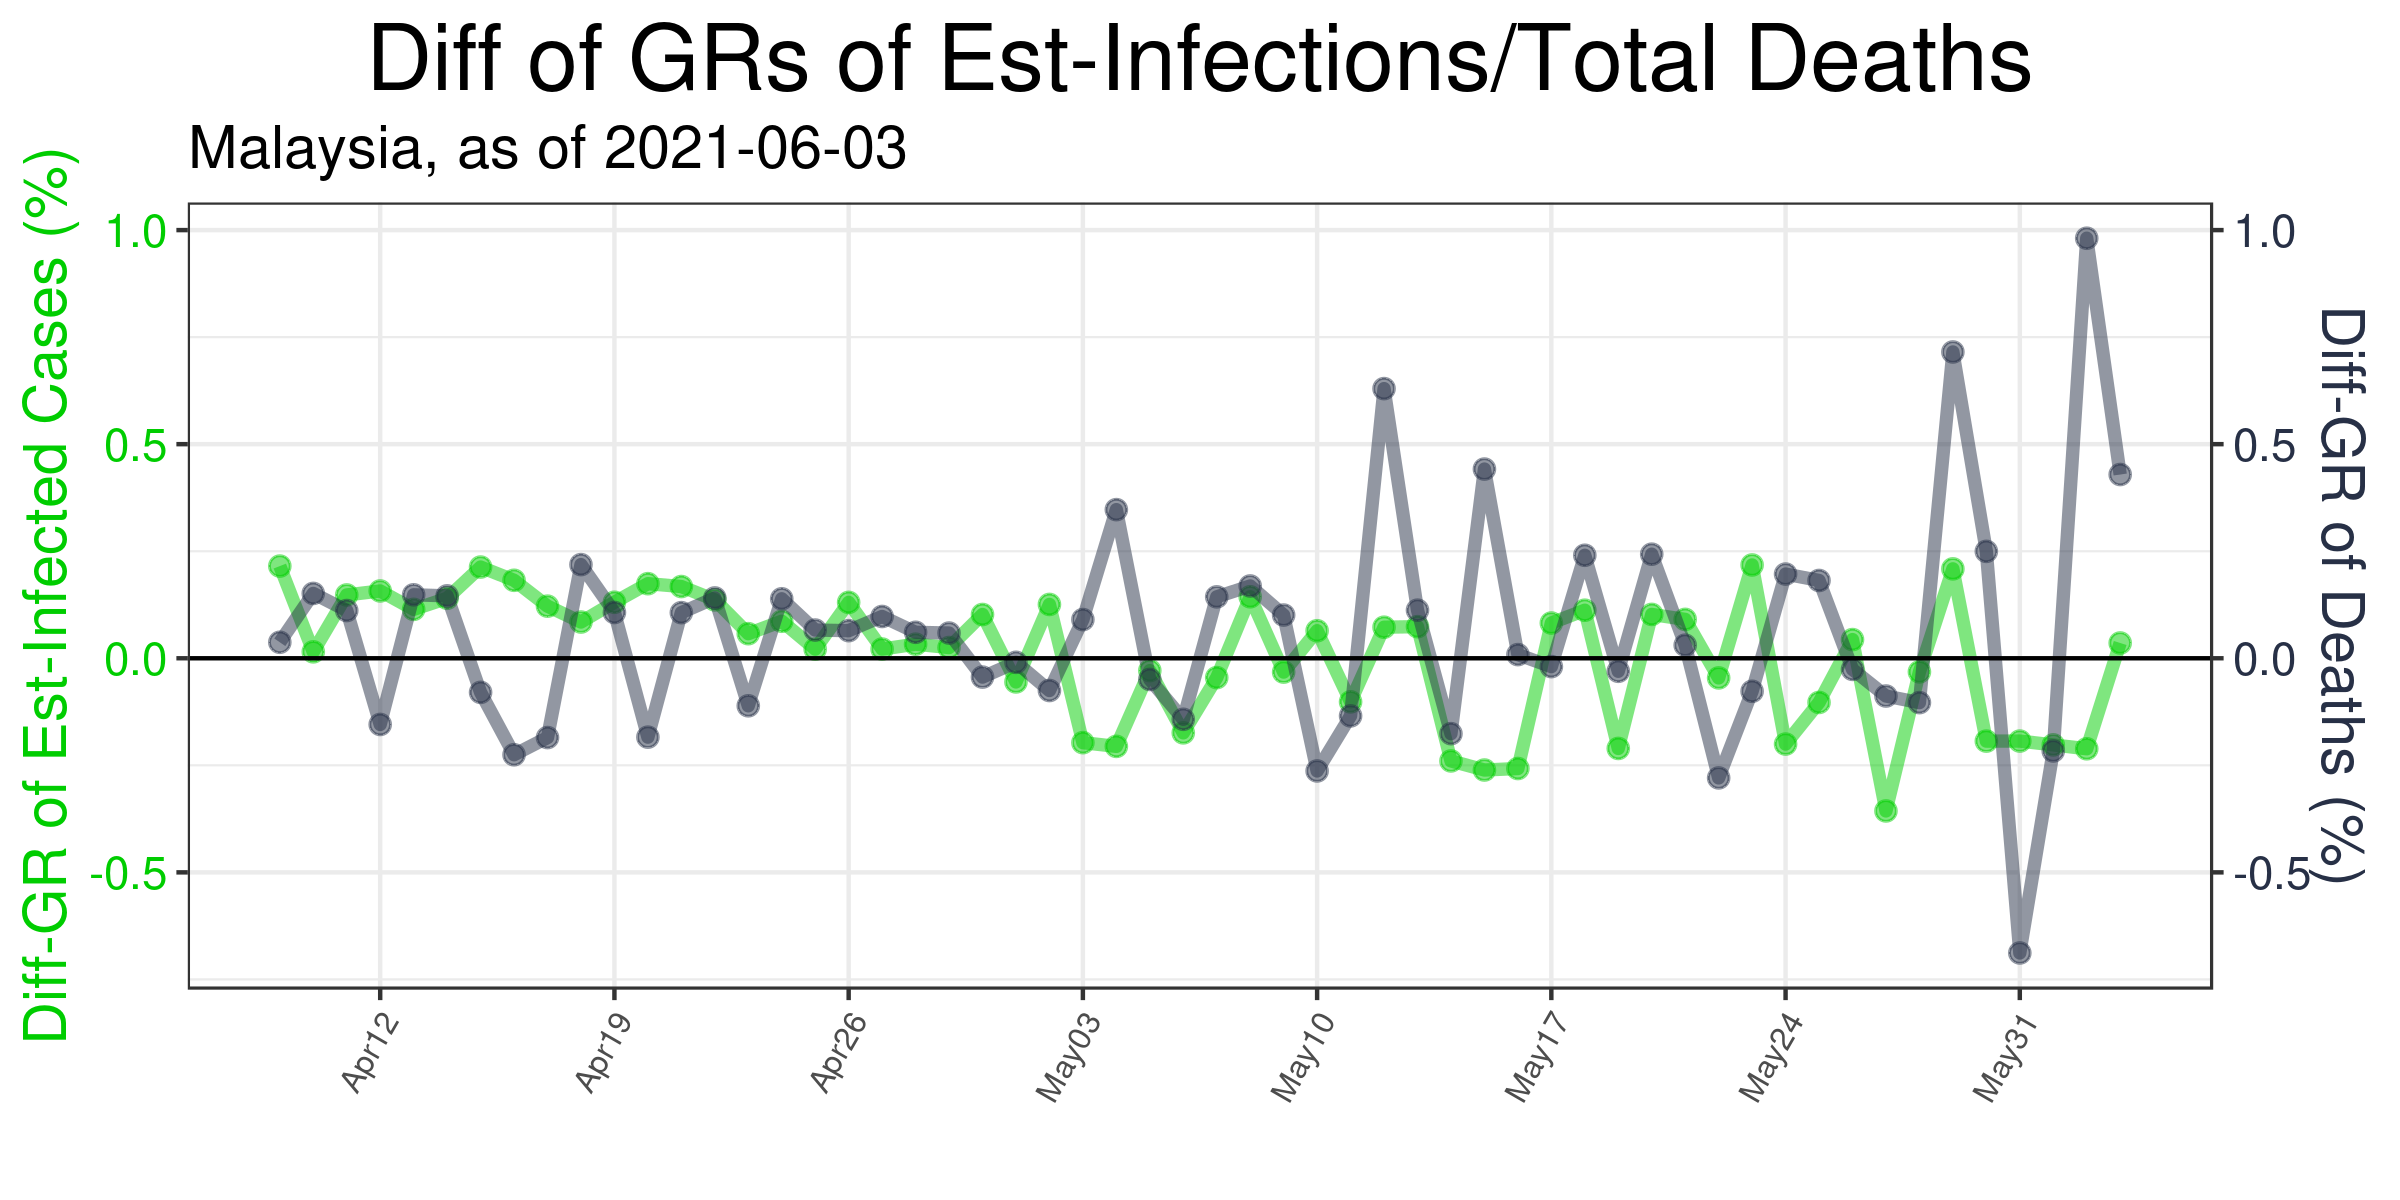 Diff of GRs of Est-Infections/Total Deaths
Malaysia, as of 2021-06-03
Diff-GR of Est-Infected Cases (%)
1.0
0.5
0.0
-0.5
1.0
0.5
0.0
-0.5
Diff-GR of Deaths (%)
Apr12
Apr19
Apr26
May03
May10
May17
May24
May31